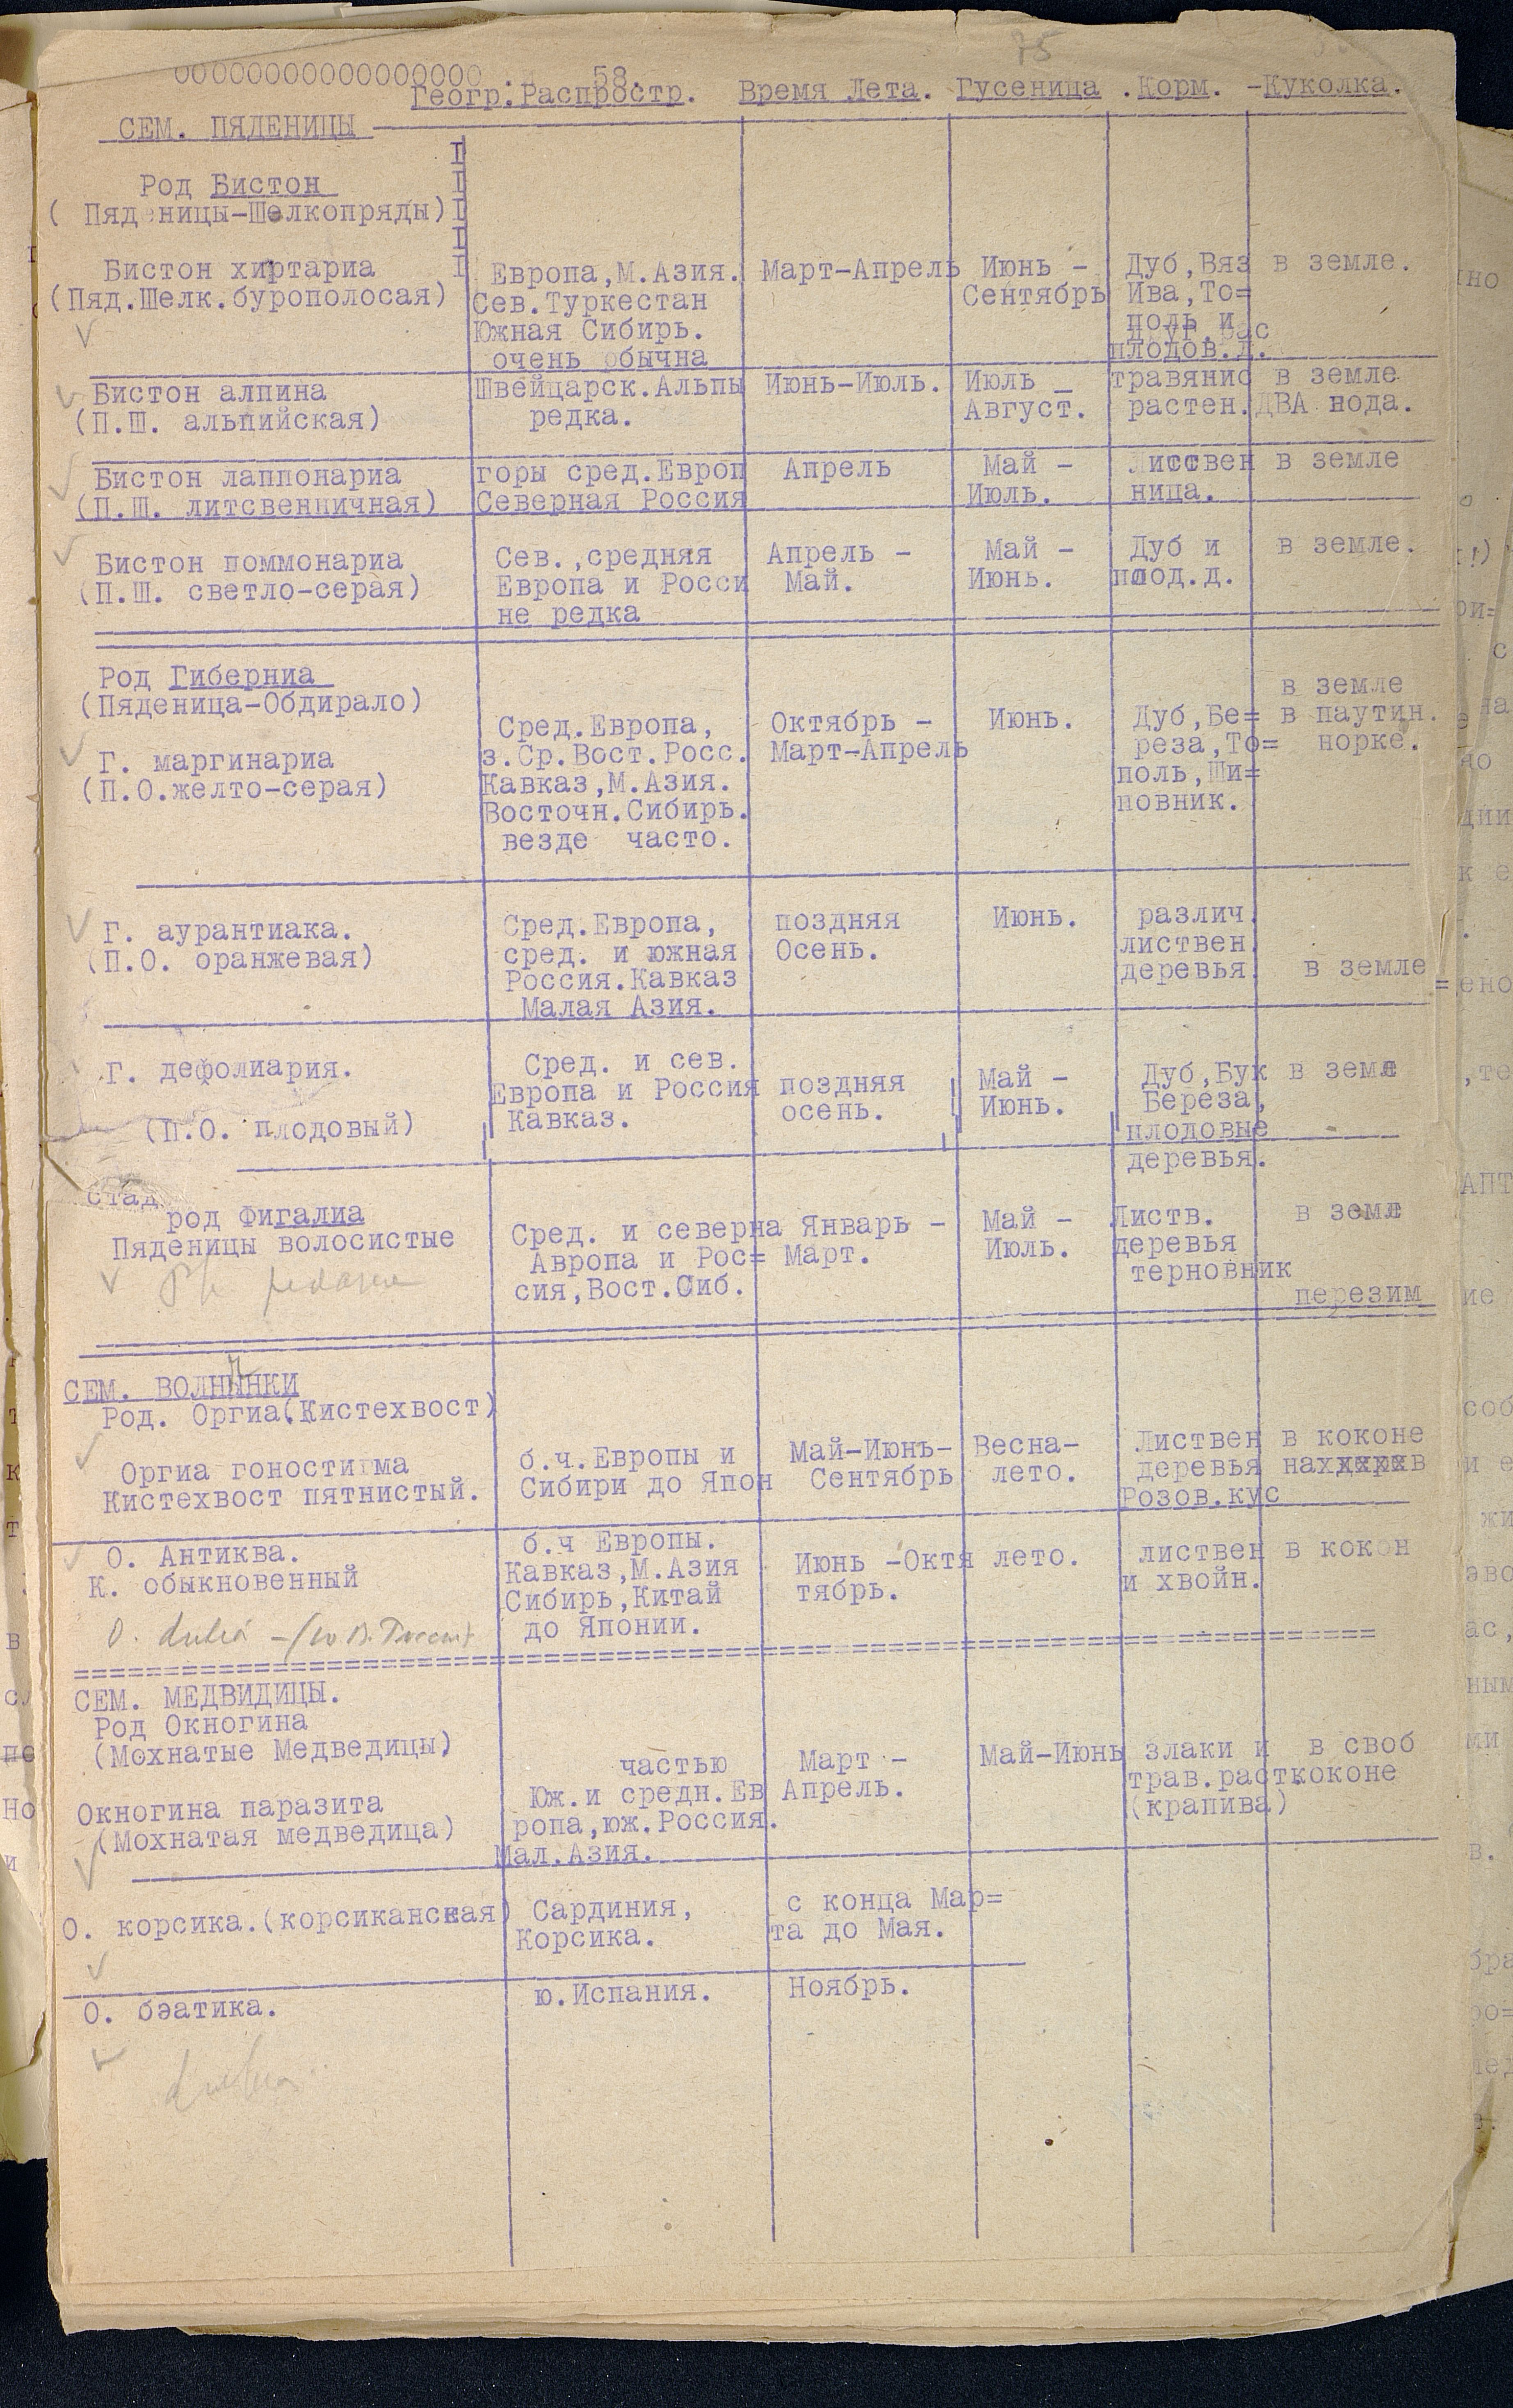 75
ООООООООООООООООО 58.
Геогр.Распростр. Время Лета. Гусеница .Корм. -Куколка.
СЕМ. ПЯДЕНИЦЫ
Род Бистон
( Пяденицы-Шелкопряды)
Бистон хиртариа Европа,М.Азия. Март-Апрель Июнь - Дуб,Вяз в земле.
(Пяд.Шелк.бурополосая) Сев.Туркестан Сентябрь Ива,То=
Южная Сибирь. поль и
очень обычна плодов.д.
Бистон алпина Швейцарск.Альпы Июнь-Июль. Июль - травянис в земле
(П.Ш. альпийская) редка. Август. растен. ДВА нода.
Бистон лаппонариа горы сред.Европ Апрель Май - Листвен в земле
(П.Ш. литсвенничная) Северная Россия Июль. ница.
Бистон поммонариа Сев.,средняя Апрель - Май - Дуб и в земле.
(П.Ш. светло-серая) Европа и Росси Май. Июнь. плод.д.
не редка
Род Гиберниа в земле
(Пяденица-Обдирало) Сред.Европа, Октябрь - Июнь. Дуб,Бе= в паутин.
Г. маргинариа з.Ср.Вост.Росс. Март-Апрель реза,То= норке.
(П.О.желто-серая) Кавказ,М.Азия. поль,Ши=
Восточн.Сибирь. повник.
везде часто.
Г. аурантиака. Сред.Европа, поздняя Июнь. различ.
(П.О. оранжевая) сред. и южная Осень. листвен.
Россия.Кавказ деревья. в земле
Малая Азия.
Г. дефолиария. Сред. и сев. Дуб,Бук в земле
Европа и Россия поздняя Май - Береза,
(П.О. плодовый) Кавказ. осень. Июнь. плодовые
деревья.
стад
род Фигалиа Сред. и северна Январь - Май - Листв. в земле
Пяденицы волосистые Авропа и Рос= Март. Июль. деревья
Ph pedaria сия,Вост.Сиб. терновник
перезим
СЕМ. ВОЛНЯНКИ
Род. Оргиа(Кистехвост)
Оргиа гоностигма б.ч.Европы и Май-Июнь- Весна- Листвен в коконе
Кистехвост пятнистый. Сибири до Япон Сентябрь лето. деревья
Розов.кус
О. Антиква. б.ч Европы. Июнь -Октя лето. листвен в кокон
К. обыкновенный Кавказ,М.Азия тябрь. и хвойн.
Сибирь,Китай
O. dubia до Японии.
СЕМ. МЕДВИДИЦЫ.
Род Окногина
(Мохнатые Медведицы) частью Март - Май-Июнь злаки и в своб
Окногина паразита Юж.и средн.Ев Апрель. трав.раст.коконе
(Мохнатая медведица) ропа,юж.Россия. (крапива)
Мал.Азия.
О. корсика.(корсиканская) Сардиния, с конца Мар=
Корсика. та до Мая.
О. бэатика. ю.Испания. Ноябрь.